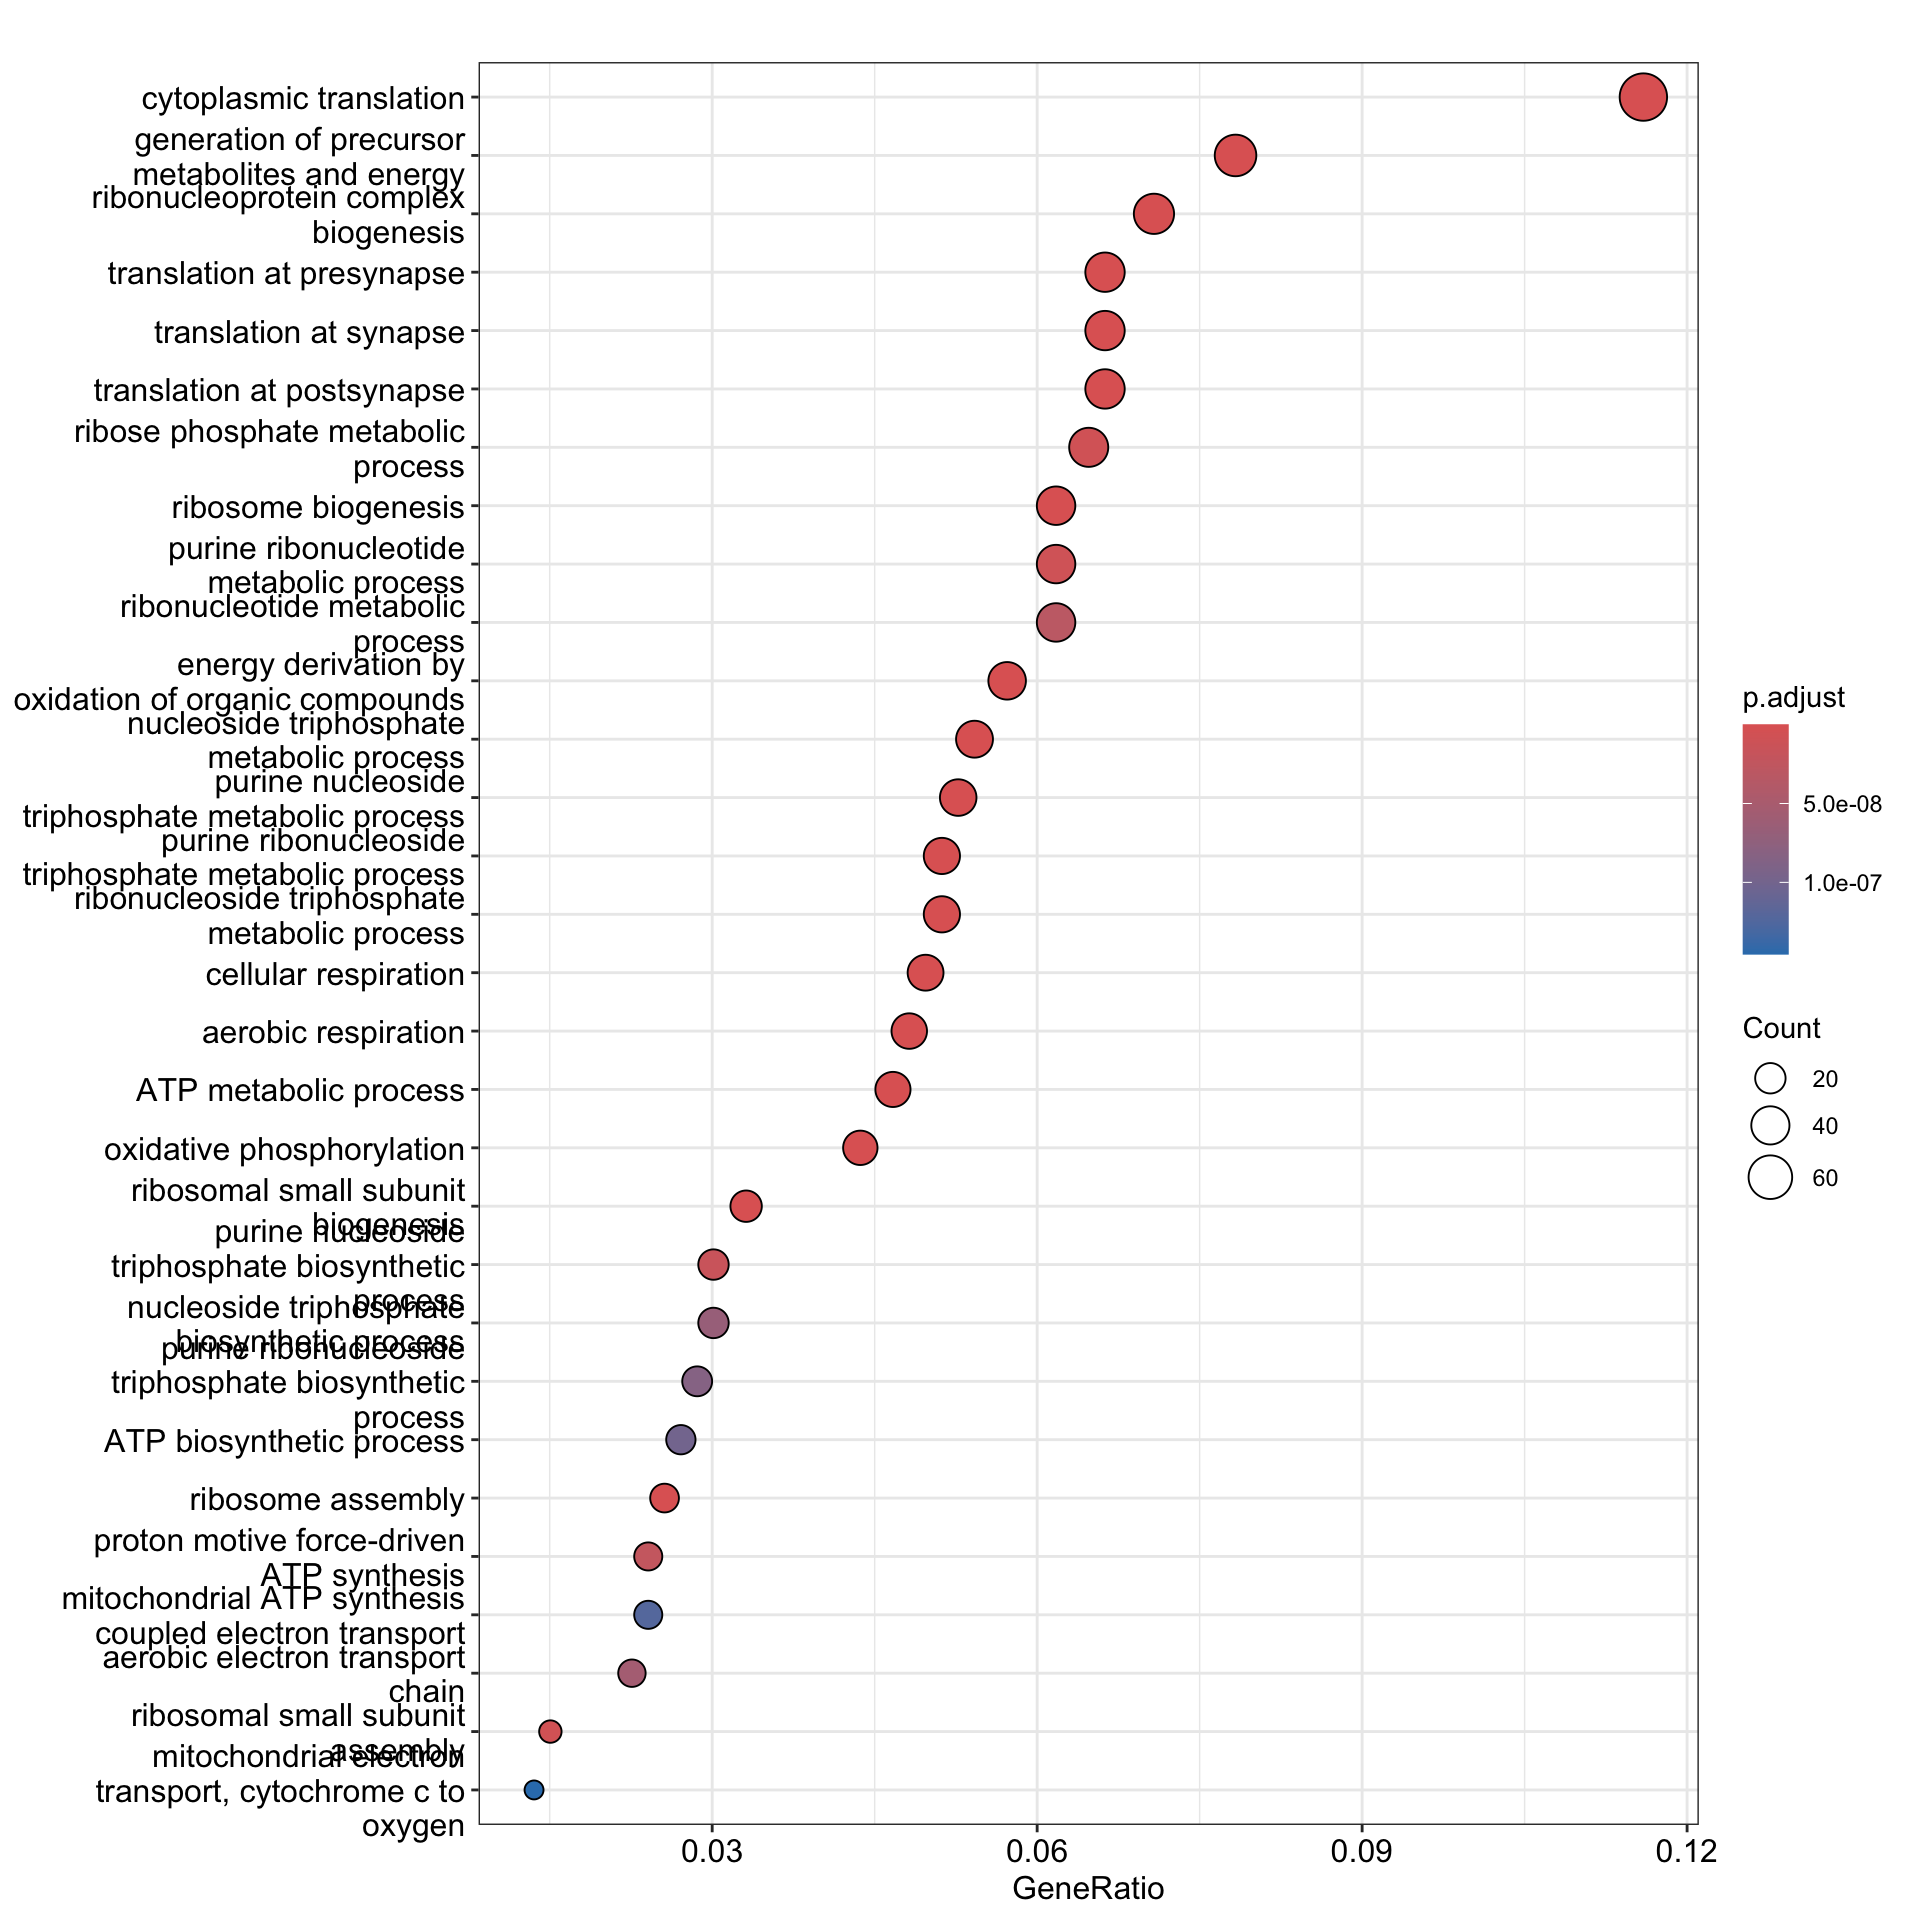 cytoplasmic translation
generation of precursor
metabolites and energy
ribonucleoprotein complex
biogenesis
translation at presynapse
translation at synapse
translation at postsynapse
ribose phosphate metabolic
process
ribosome biogenesis
purine ribonucleotide
metabolic process
ribonucleotide metabolic
process
energy derivation by
oxidation of organic compounds
nucleoside triphosphate
metabolic process
purine nucleoside
triphosphate metabolic process
purine ribonucleoside
triphosphate metabolic process
ribonucleoside triphosphate
metabolic process
cellular respiration
aerobic respiration
ATP metabolic process
oxidative phosphorylation
ribosomal small subunit
biogenesis
purine nucleoside
triphosphate biosynthetic
process
nucleoside triphosphate
biosynthetic process
purine ribonucleoside
triphosphate biosynthetic
process
ATP biosynthetic process
ribosome assembly
proton motive force-driven
ATP synthesis
mitochondrial ATP synthesis
coupled electron transport
aerobic electron transport
chain
ribosomal small subunit
assembly
mitochondrial electron
transport, cytochrome c to
oxygen
0.03
0.06
0.09
0.12
GeneRatio
p.adjust
5.0e-08
1.0e-07
Count
20
40
60